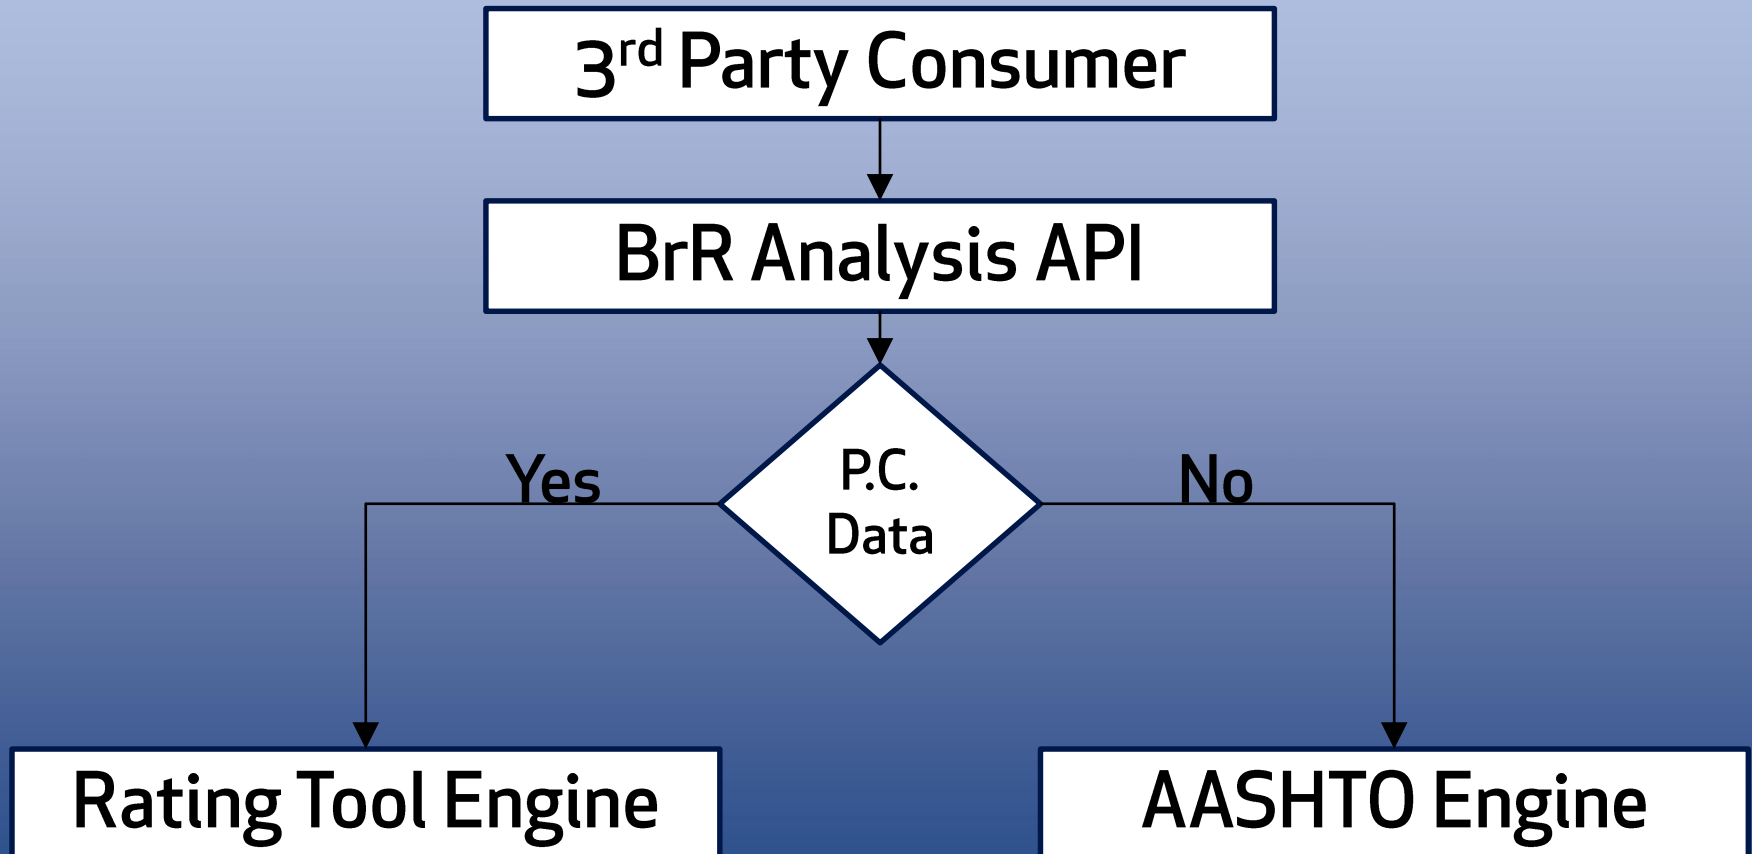 3rd Party Consumer
BrR Analysis API
Yes
P.C.
Data
No
Rating Tool Engine
AASHTO Engine